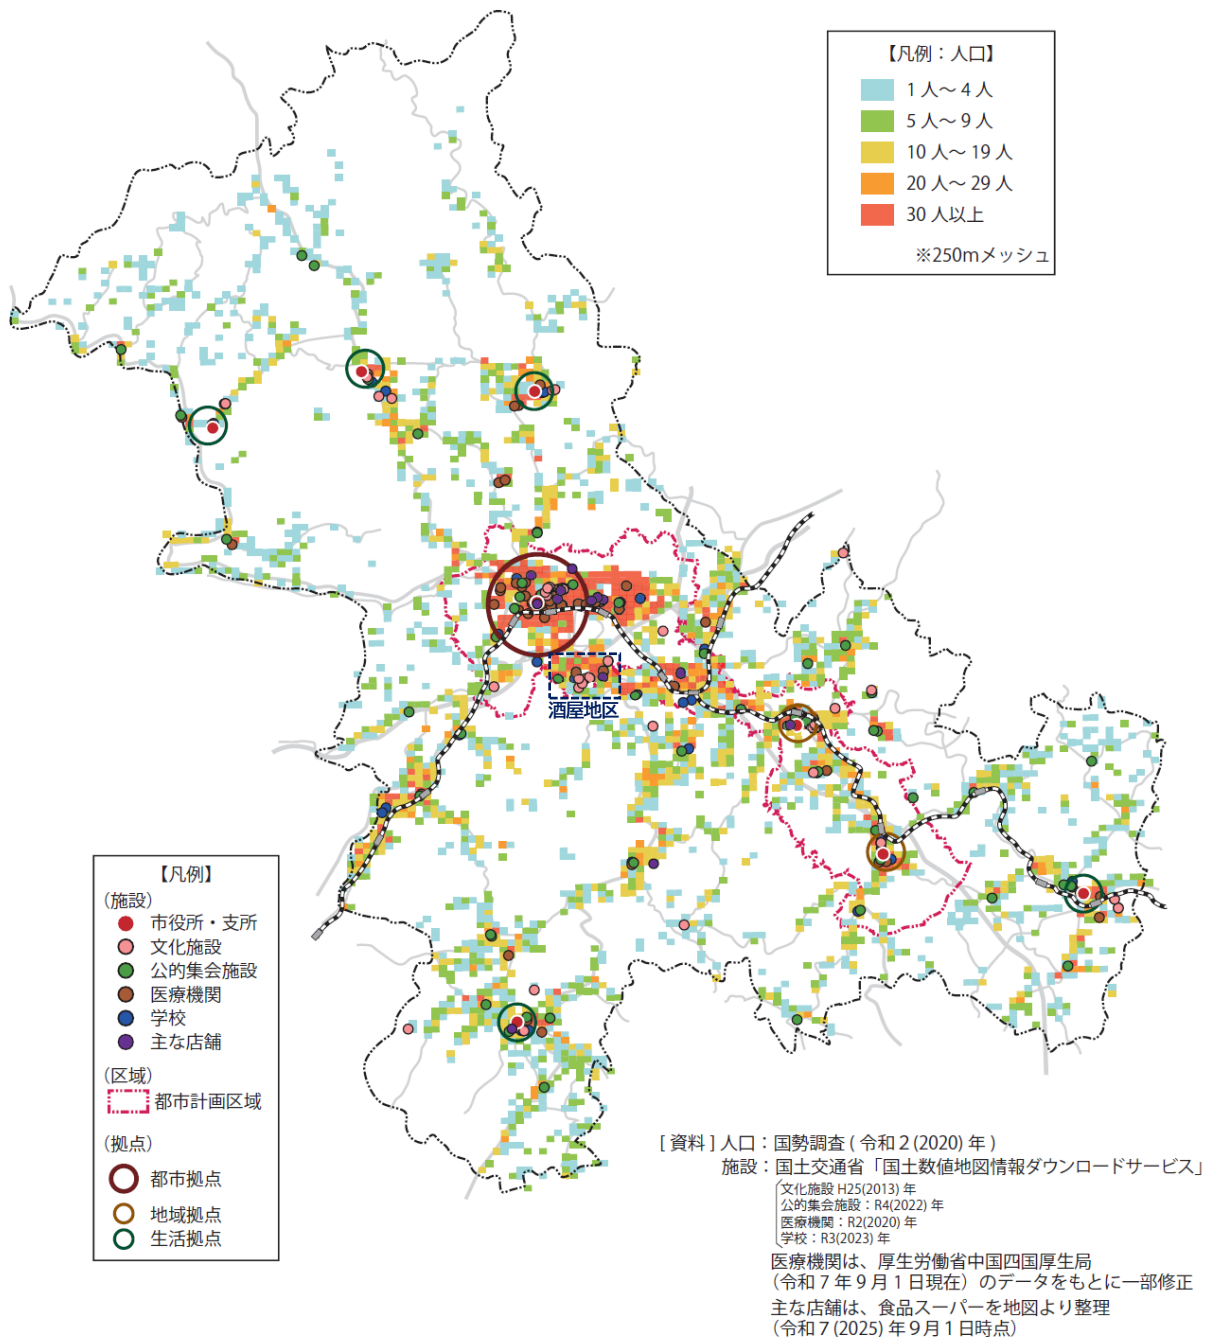 【凡例：人口】
1 人～ 4 人
5 人～ 9 人
10 人～ 19 人
20 人～ 29 人
30 人以上
※250mメッシュ
酒屋地区
【凡例】
(施設)
市役所・支所
文化施設
公的集会施設
医療機関
学校
主な店舗
(区域)
都市計画区域
(拠点)
都市拠点
地域拠点
生活拠点
[ 資料 ] 人口：国勢調査 ( 令和 2 (2020) 年 )
施設：国土交通省「国土数値地図情報ダウンロードサービス」
文化施設 H25(2013) 年
公的集会施設：R4(2022) 年
医療機関：R2(2020) 年
学校：R3(2023) 年
医療機関は、厚生労働省中国四国厚生局
（令和 7 年 9 月 1 日現在）のデータをもとに一部修正
主な店舗は、食品スーパーを地図より整理
（令和 7 (2025) 年 9 月 1 日時点）